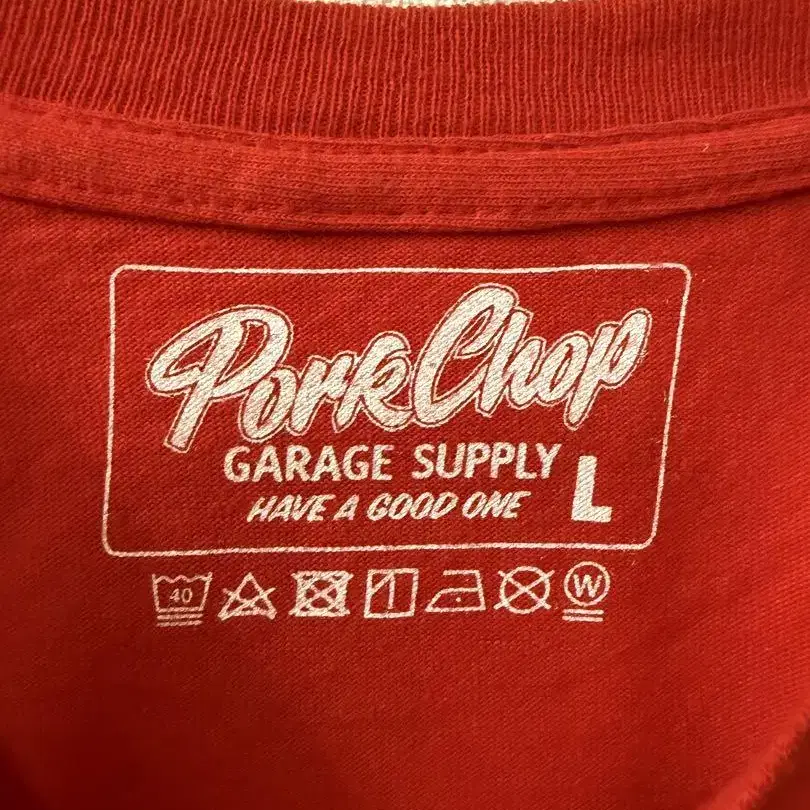 PorkChop
GARAGE SUPPLY
HAVE A GOOD ONE
L
40
W